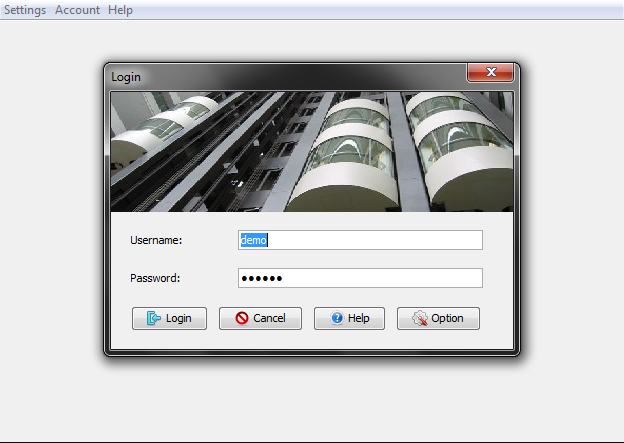 Settings Account Help
Login
Username: demo
Password: ●●●●●●
Login Cancel Help Option